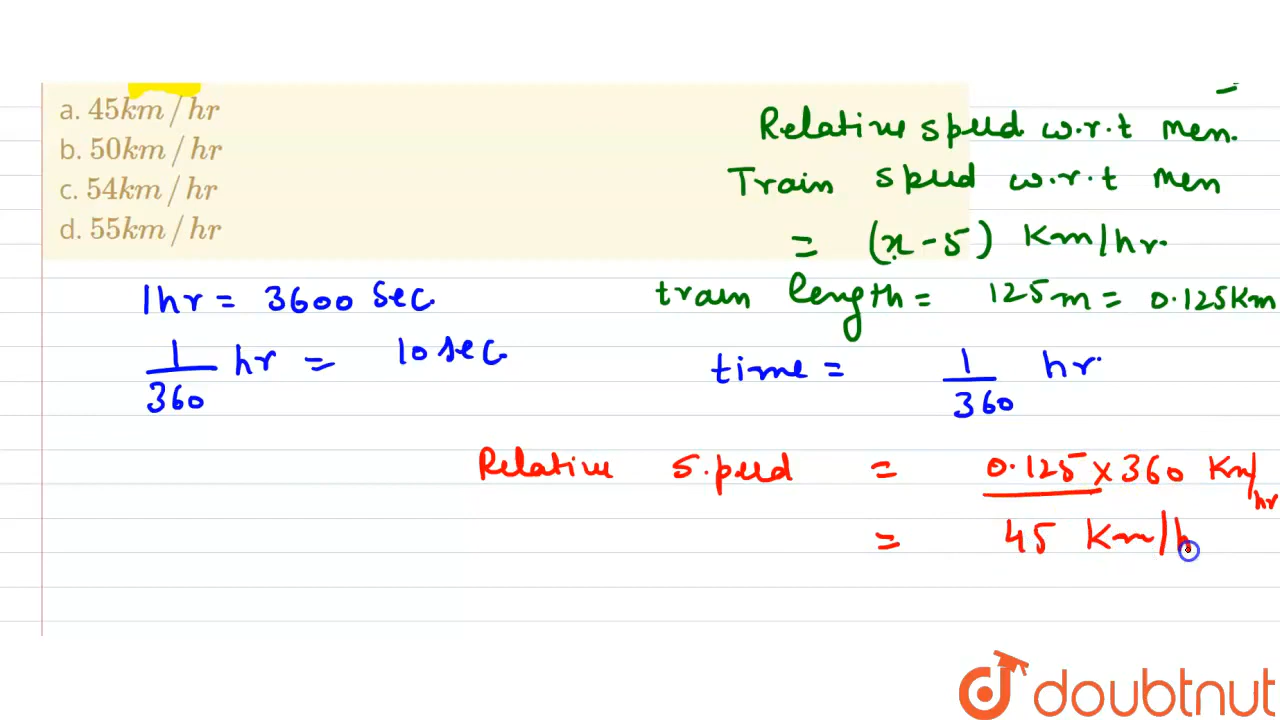 a. 45km/hr
b. 50km/hr
c. 54km/hr
d. 55km/hr
Relative speed w.r.t men.
Train speed w.r.t men
= (x-5) Km/hr.
train length = 125m = 0.125Km
1hr = 3600 sec.
1/360 hr = 10 sec.
time = 1/360 hr.
Relative speed = 0.125 x 360 Km/hr
= 45 Km/h
doubtnut